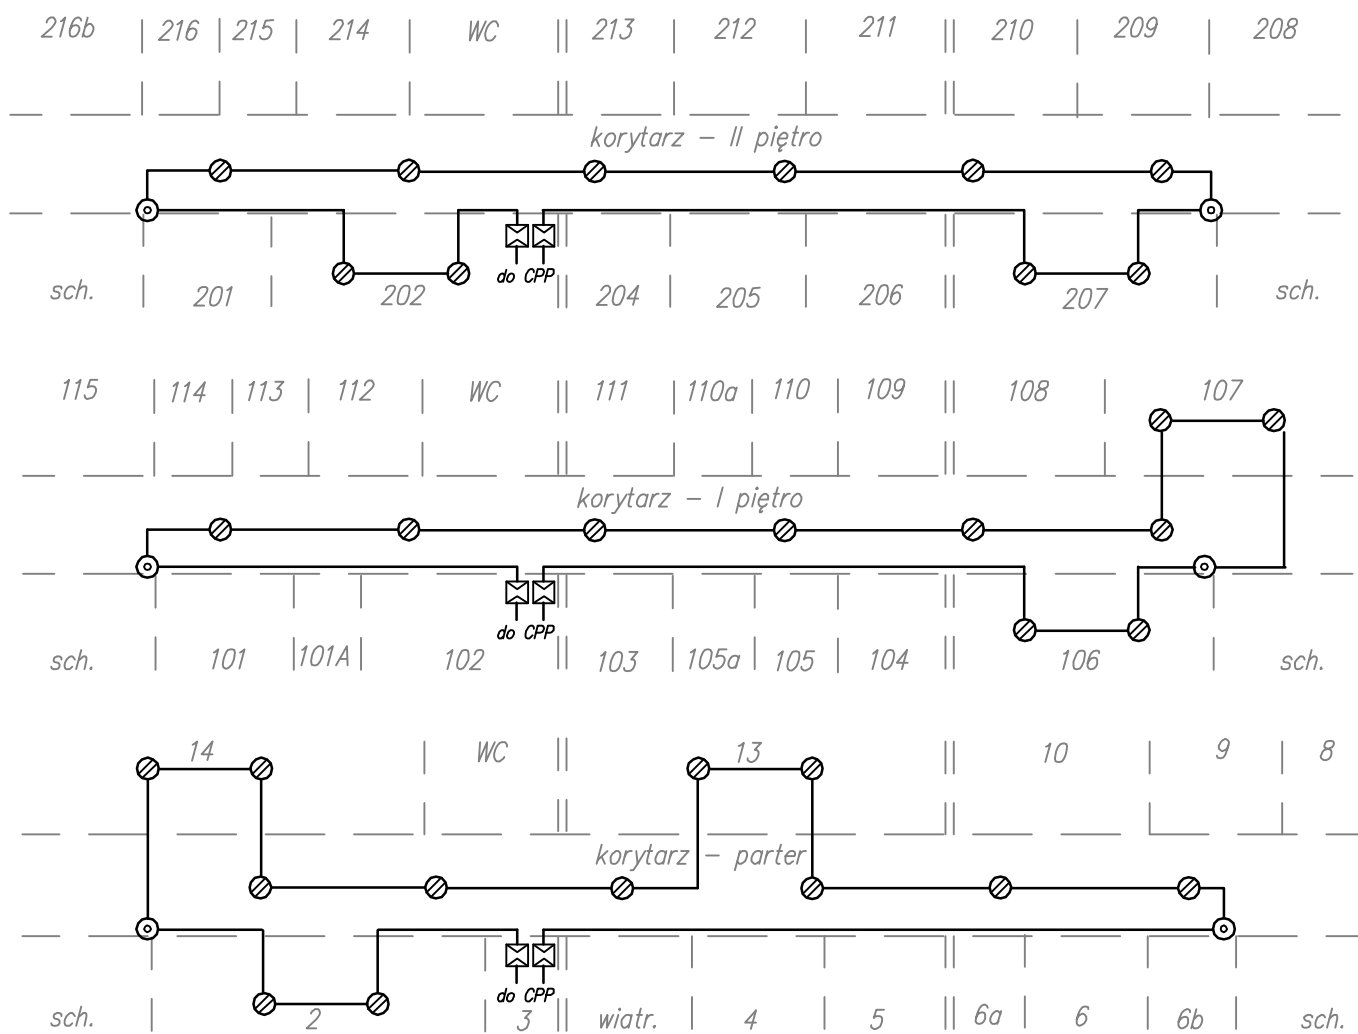 216b 216 215 214 WC 213 212 211 210 209 208
korytarz – II piętro
do CPP
sch. 201 202 204 205 206 207 sch.
115 114 113 112 WC 111 110a 110 109 108 107
korytarz – I piętro
do CPP
sch. 101 101A 102 103 105a 105 104 106 sch.
14 WC 13 10 9 8
korytarz – parter
do CPP
sch. 2 3 wiatr. 4 5 6a 6 6b sch.